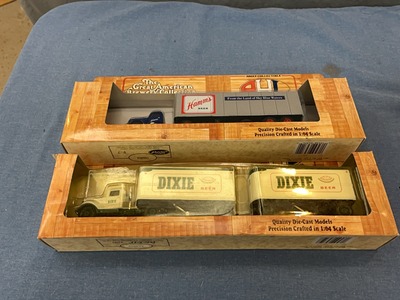 The
Great American
Brewery Collection
Hamm's
BEER
From the Land of Sky Blue Waters
Quality Die-Cast Models
Precision Crafted in 1/64 Scale
DIXIE
BEER
DIXIE
BEER
Quality Die-Cast Models
Precision Crafted in 1/64 Scale